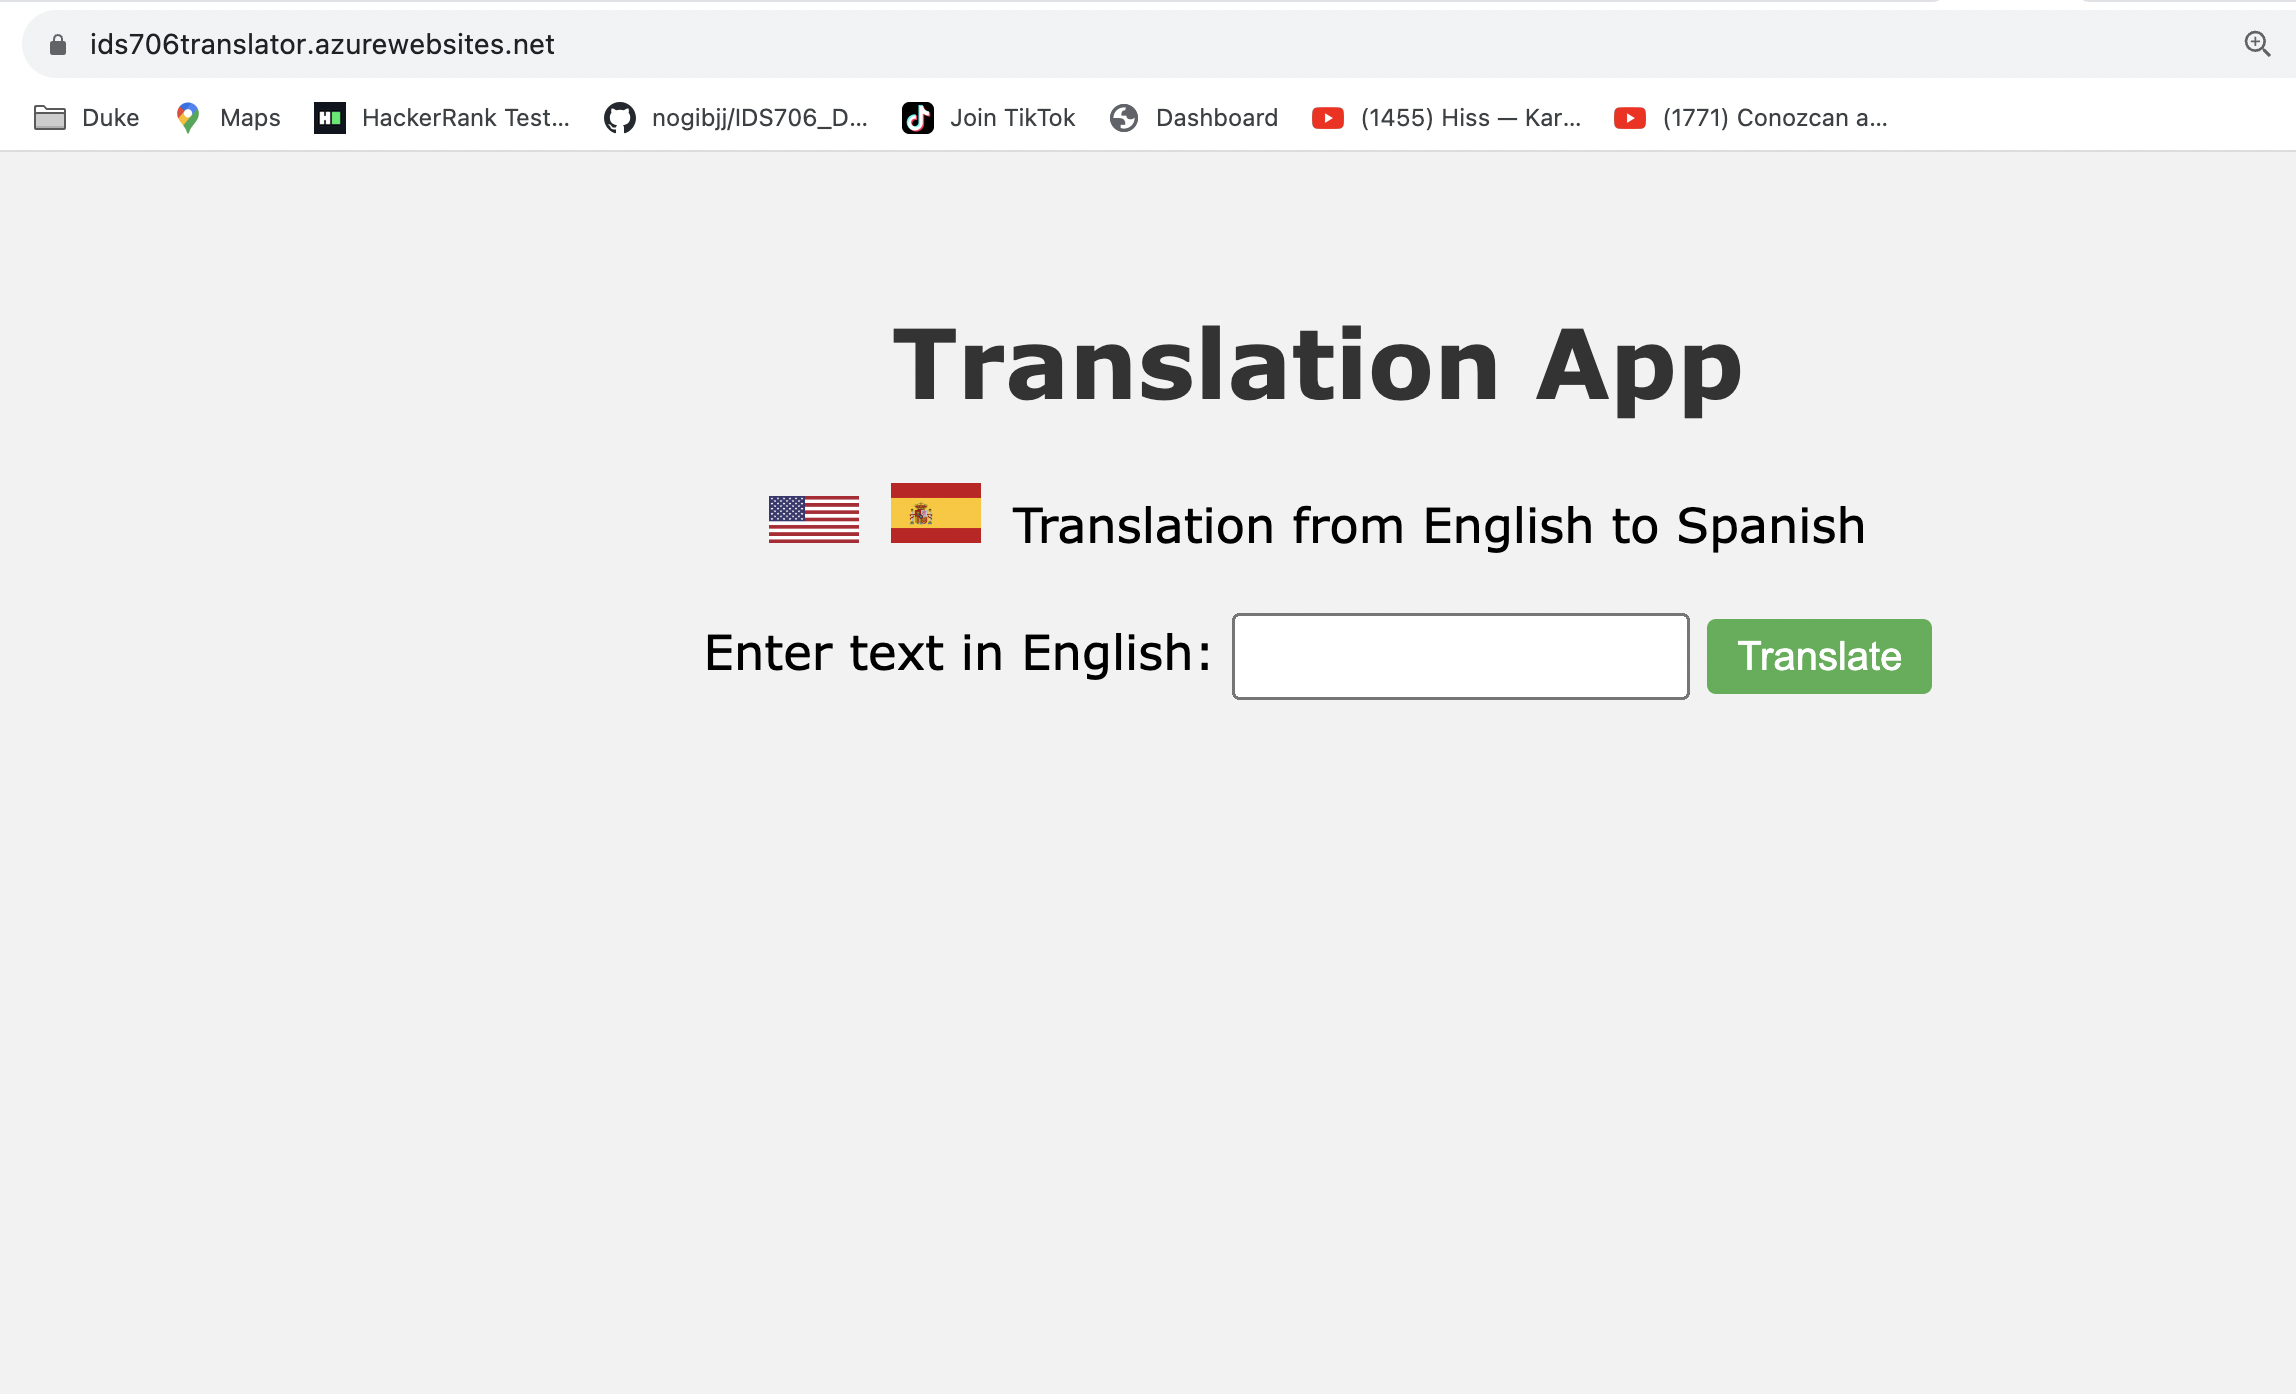 ids706translator.azurewebsites.net
Duke Maps HackerRank Test... nogibjj/IDS706_D... Join TikTok Dashboard (1455) Hiss — Kar... (1771) Conozcan a...
Translation App
Translation from English to Spanish
Enter text in English: Translate